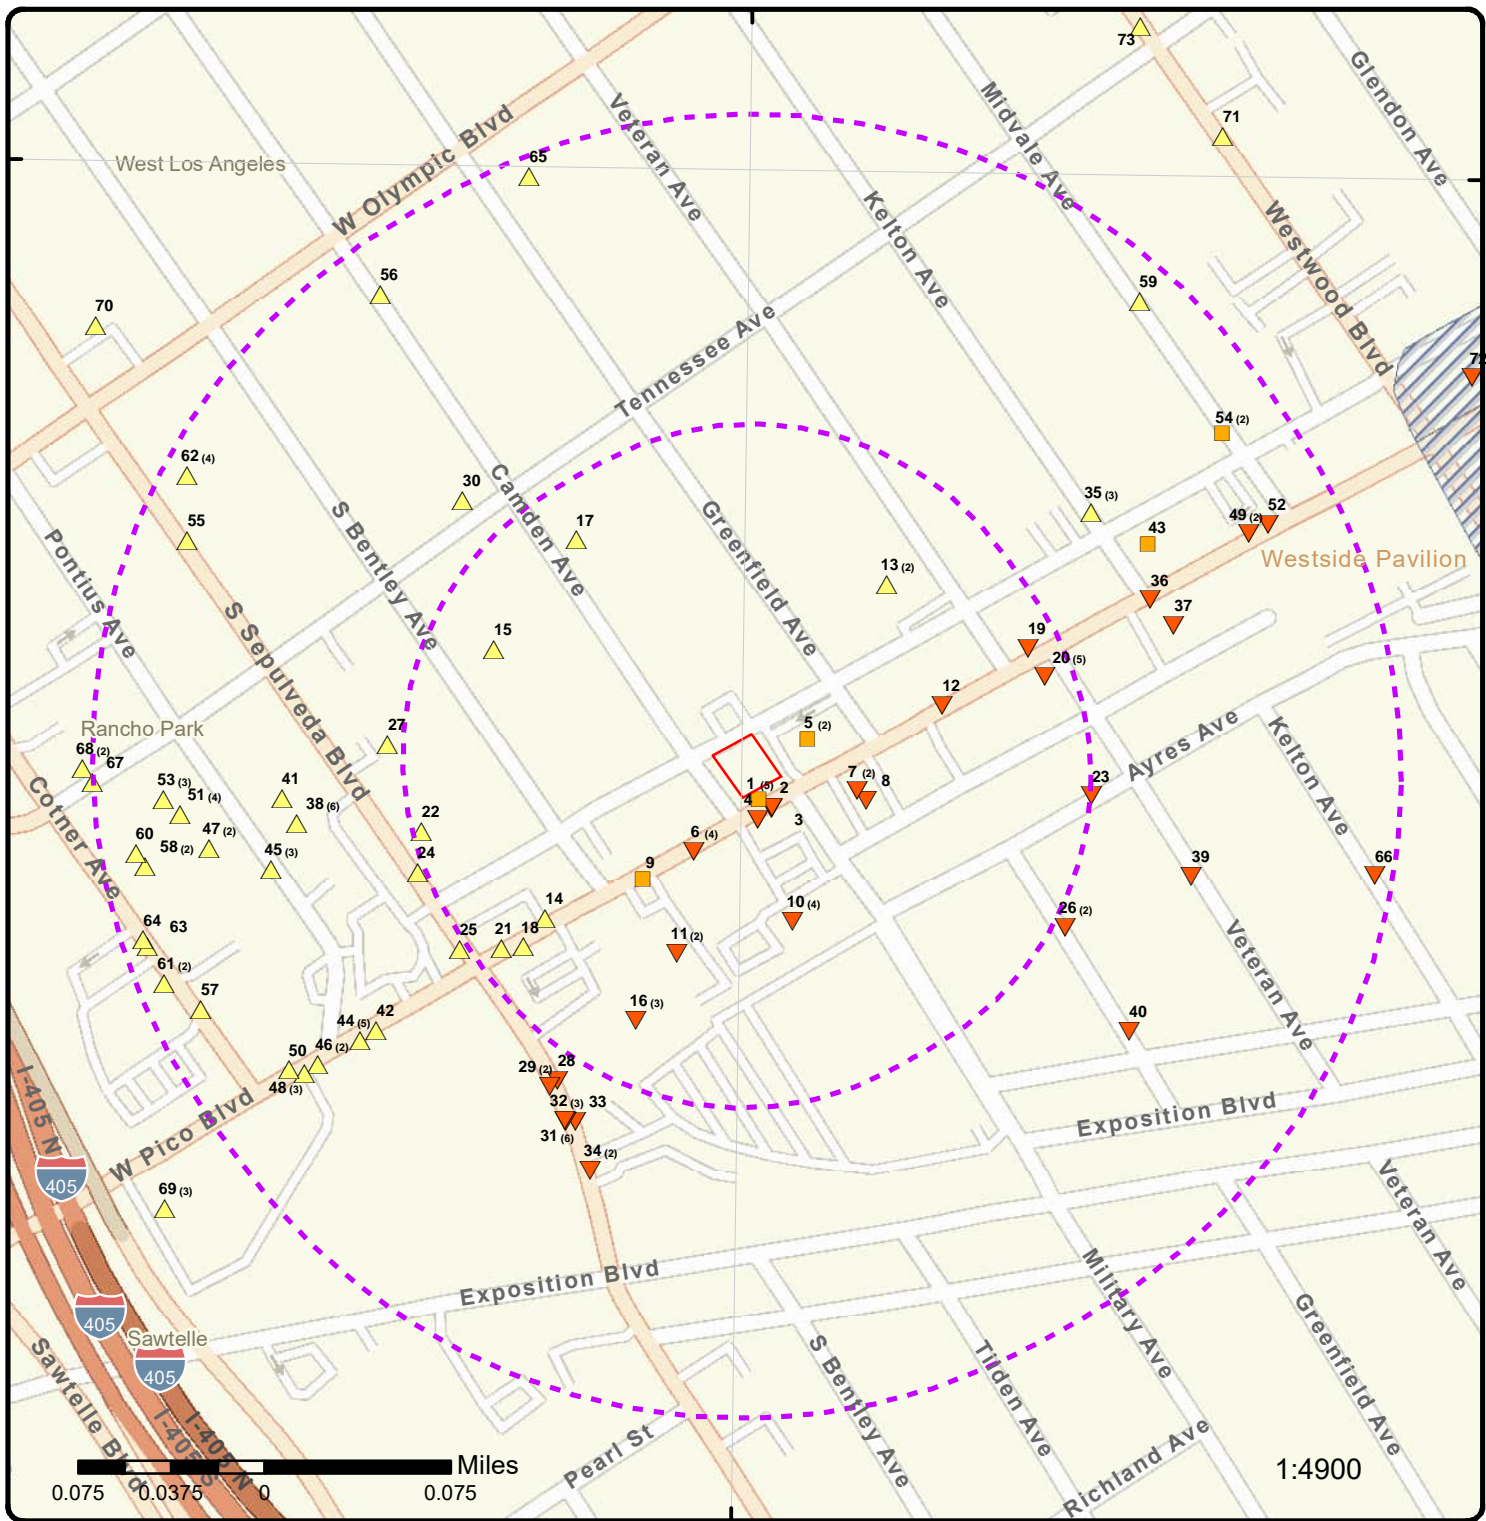 73
71
Glendon Ave
Veteran Ave
Midvale Ave
W Olympic Blvd
65
West Los Angeles
Kelton Ave
Westwood Blvd
56
59
70
72
Tennessee Ave
54 (2)
62 (4)
30
Camden Ave
35 (3)
17
Greenfield Ave
S Bentley Ave
49 (2)
52
55
43
Westside Pavilion
Pontius Ave
13 (2)
36
37
S Sepulveda Blvd
15
19
20 (5)
12
27
5 (2)
Rancho Park
Ayres Ave
Kelton Ave
68 (2)
67
7 (2)
8
23
53 (3)
51 (4)
41
38 (6)
1 (5)
2
4
3
Cotner Ave
22
60
47 (2)
58 (2)
45 (3)
24
6 (4)
9
39
66
14
10 (4)
26 (2)
64
63
25
21
18
11 (2)
Veteran Ave
61 (2)
57
16 (3)
44 (5)
42
40
50
46 (2)
48 (3)
29 (2)
28
I-405 N
W Pico Blvd
32 (3)
33
31 (6)
Exposition Blvd
34 (2)
405
69 (3)
Veteran Ave
Exposition Blvd
Military Ave
405
Sawtelle
405
Greenfield Ave
Sawtelle Blvd
S Bentley Ave
Tilden Ave
I-405 S
I-405 N
Pearl St
Richland Ave
Miles
1:4900
0.075
0.0375
0
0.075